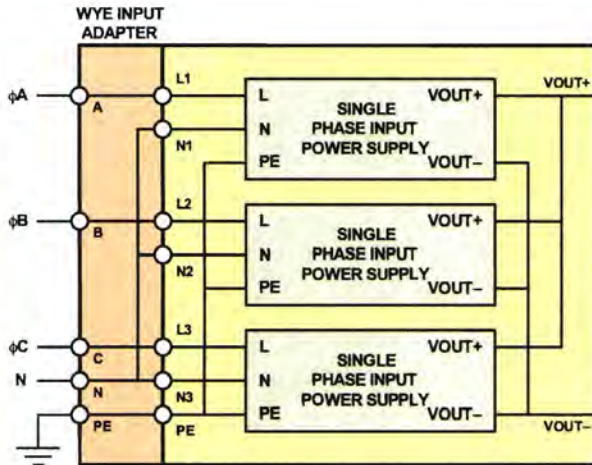 WYE INPUT
ADAPTER
ϕA
A
L1
N1
L
N
PE
SINGLE
PHASE INPUT
POWER SUPPLY
VOUT+
VOUT–
VOUT+
ϕB
B
L2
N2
L
N
PE
SINGLE
PHASE INPUT
POWER SUPPLY
VOUT+
VOUT–
ϕC
C
L3
N
N
N3
PE
PE
L
N
PE
SINGLE
PHASE INPUT
POWER SUPPLY
VOUT+
VOUT–
VOUT–